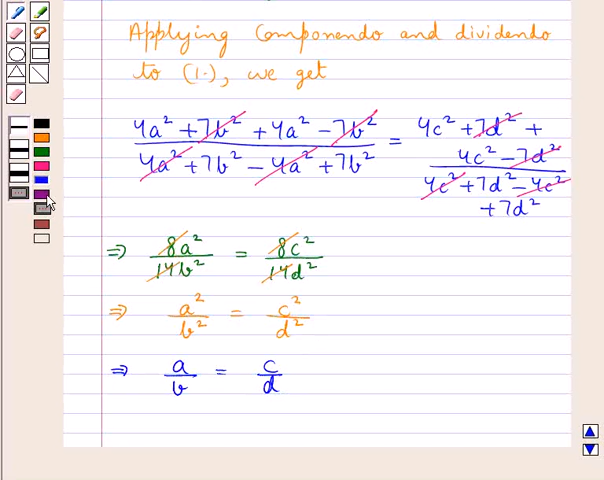 Applying Componendo and dividendo
to (1.), we get
4a² + 7b² + 4a² - 7b² / 4a² + 7b² - 4a² + 7b² = 4c² + 7d² + 4c² - 7d² / 4c² + 7d² - 4c² + 7d²
⇒ 8a² / 14b² = 8c² / 14d²
⇒ a² / b² = c² / d²
⇒ a / b = c / d